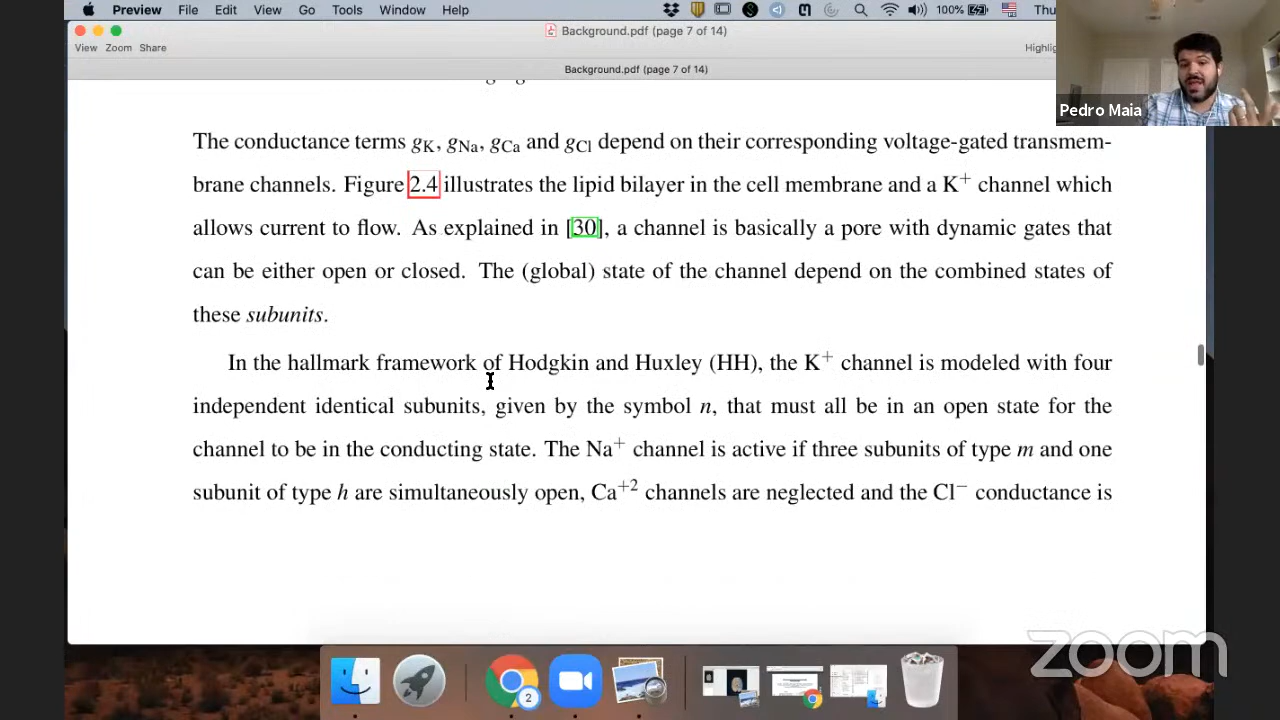 Preview File Edit View Go Tools Window Help 100% Thu
Background.pdf (page 7 of 14)
View Zoom Share
Background.pdf (page 7 of 14)
Pedro Maia
The conductance terms gK, gNa, gCa and gCl depend on their corresponding voltage-gated transmem-
brane channels. Figure 2.4 illustrates the lipid bilayer in the cell membrane and a K+ channel which
allows current to flow. As explained in [30], a channel is basically a pore with dynamic gates that
can be either open or closed. The (global) state of the channel depend on the combined states of
these subunits.
In the hallmark framework of Hodgkin and Huxley (HH), the K+ channel is modeled with four
independent identical subunits, given by the symbol n, that must all be in an open state for the
channel to be in the conducting state. The Na+ channel is active if three subunits of type m and one
subunit of type h are simultaneously open, Ca+2 channels are neglected and the Cl− conductance is
zoom
2